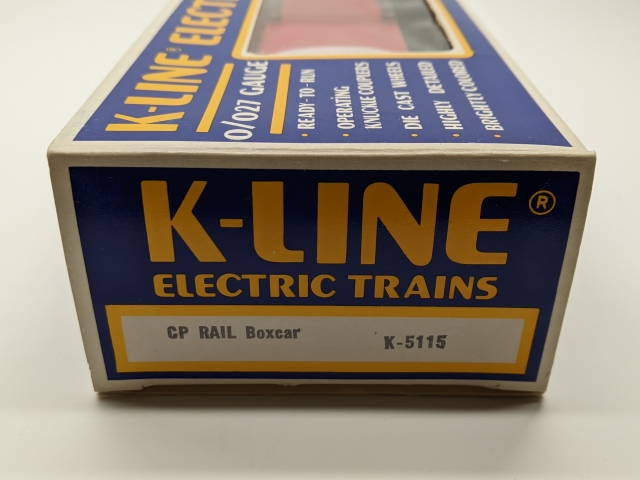 K-LINE® ELECT
O/027 GAUGE
• READY-TO-RUN
• OPERATING
KNUCKLE COUPLERS
• DIE CAST WHEELS
• HIGHLY DETAILED
• BRIGHTLY COLORED
K-LINE®
ELECTRIC TRAINS
CP RAIL Boxcar K-5115